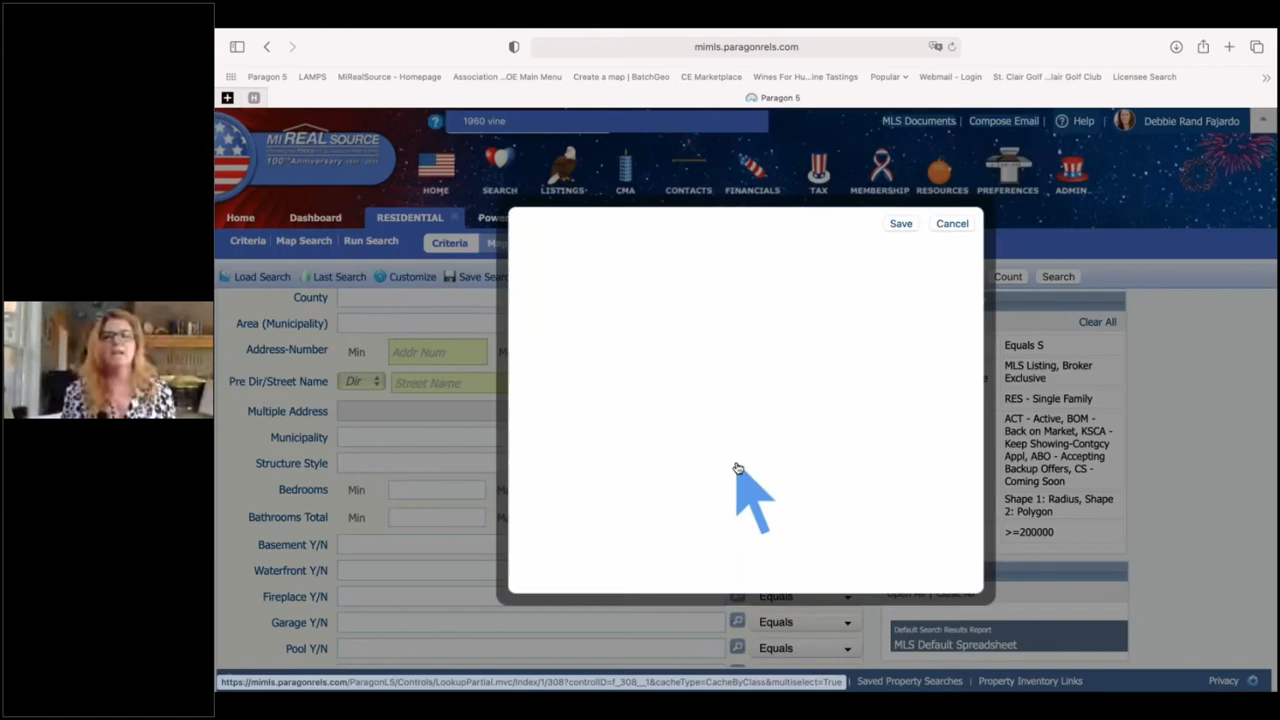 mimls.paragonrels.com
Paragon 5
LAMPS
MiRealSource - Homepage
Association ...OE Main Menu
Create a map | BatchGeo
CE Marketplace
Wines For Hu...ine Tastings
Popular
Webmail - Login
St. Clair Golf ...lair Golf Club
Licensee Search
H
Paragon 5
MiREALSOURCE
100th Anniversary
1960 vine
MLS Documents
Compose Email
Help
Debbie Rand Fajardo
HOME
SEARCH
LISTINGS
CMA
CONTACTS
FINANCIALS
TAX
MEMBERSHIP
RESOURCES
PREFERENCES
ADMIN
Home
Dashboard
RESIDENTIAL
Criteria
Map Search
Run Search
Criteria
Load Search
Last Search
Customize
Count
Search
Save
Cancel
County
Area (Municipality)
Address-Number
Min
Addr Num
Pre Dir/Street Name
Dir
Street Name
Multiple Address
Municipality
Structure Style
Bedrooms
Min
Bathrooms Total
Min
Basement Y/N
Waterfront Y/N
Fireplace Y/N
Equals
Garage Y/N
Equals
Pool Y/N
Equals
Clear All
Equals S
MLS Listing, Broker
Exclusive
RES - Single Family
ACT - Active, BOM -
Back on Market, KSCA -
Keep Showing-Contgcy
Appl, ABO - Accepting
Backup Offers, CS -
Coming Soon
Shape 1: Radius, Shape
2: Polygon
>=200000
Default Search Results Report
MLS Default Spreadsheet
https://mimls.paragonrels.com/ParagonLS/Controls/LookupPartial.mvc/Index/1/308?controlID=f_308__1&cacheType=CacheByClass&multiselect=True
Saved Property Searches
Property Inventory Links
Privacy